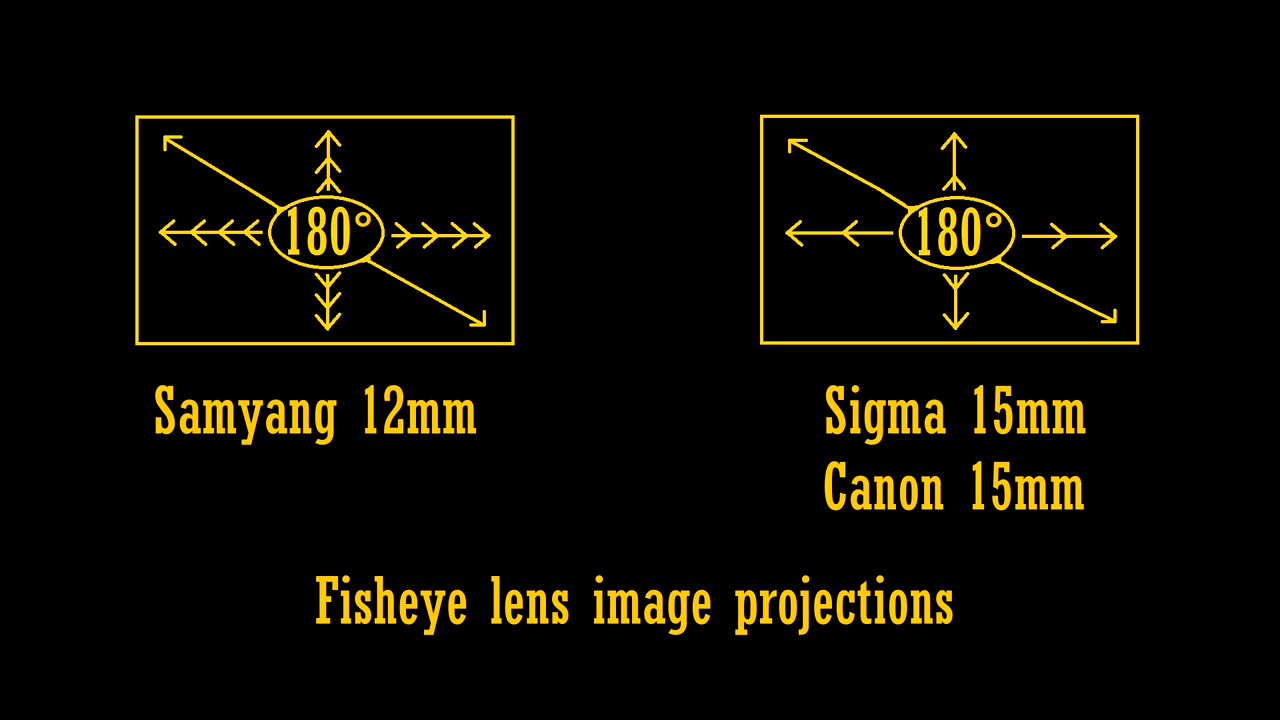 180°
180°
Samyang 12mm
Sigma 15mm
Canon 15mm
Fisheye lens image projections